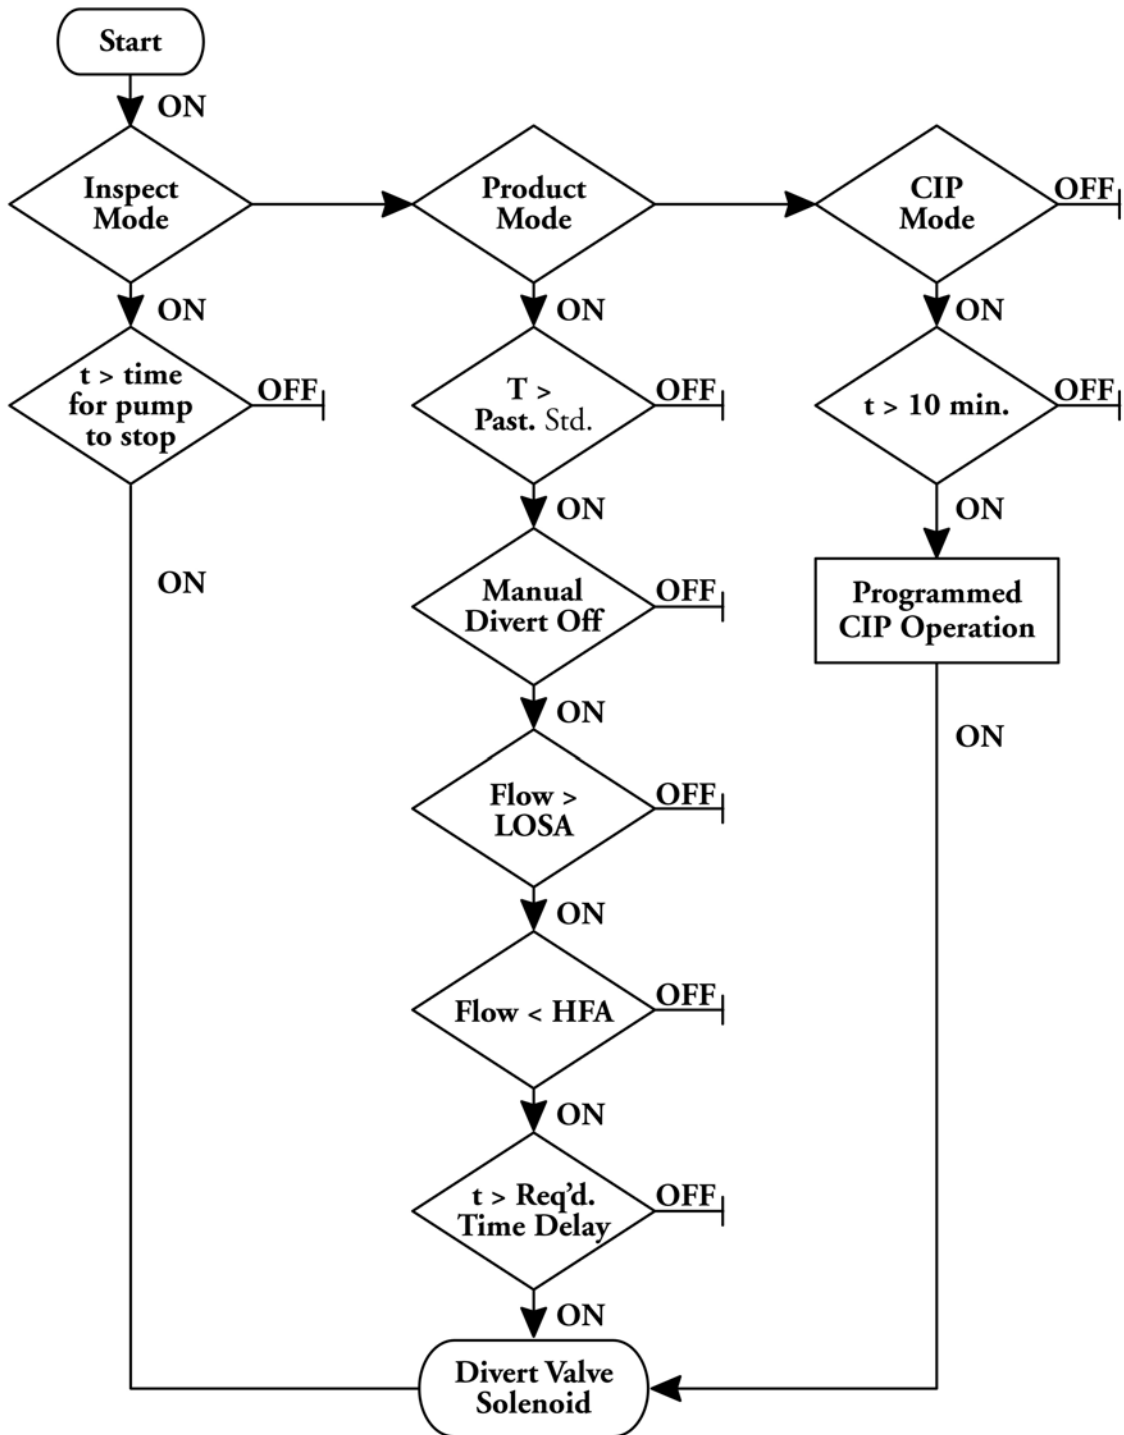 Start
ON
Inspect
Mode
Product
Mode
CIP
Mode
OFF
ON
ON
ON
t > time
for pump
to stop
OFF
T >
Past. Std.
OFF
t > 10 min.
OFF
ON
ON
ON
Manual
Divert Off
OFF
Programmed
CIP Operation
ON
ON
Flow >
LOSA
OFF
ON
Flow < HFA
OFF
ON
t > Req’d.
Time Delay
OFF
ON
Divert Valve
Solenoid